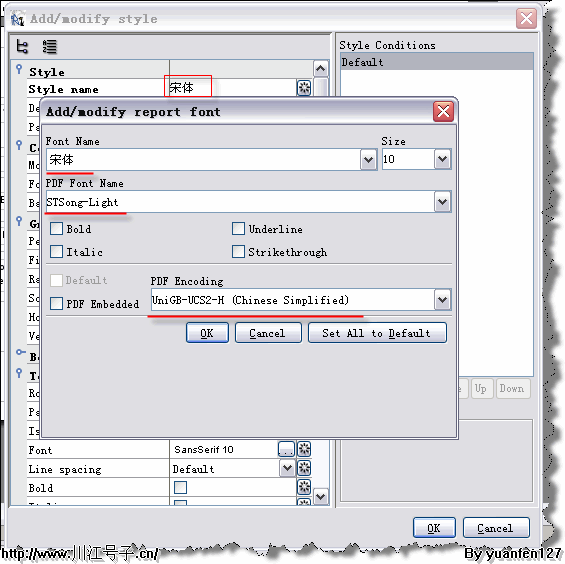 Add/modify style
Style Conditions
Default
Style
Style name 宋体
Add/modify report font
Font Name Size
宋体 10
PDF Font Name
STSong-Light
Bold Underline
Italic Strikethrough
Default PDF Encoding
PDF Embedded UniGB-UCS2-H (Chinese Simplified)
OK Cancel Set All to Default
Up Down
Font SansSerif 10 ...
Line spacing Default
Bold
OK Cancel
http://www.川江号子.cn/ By yuanfen127